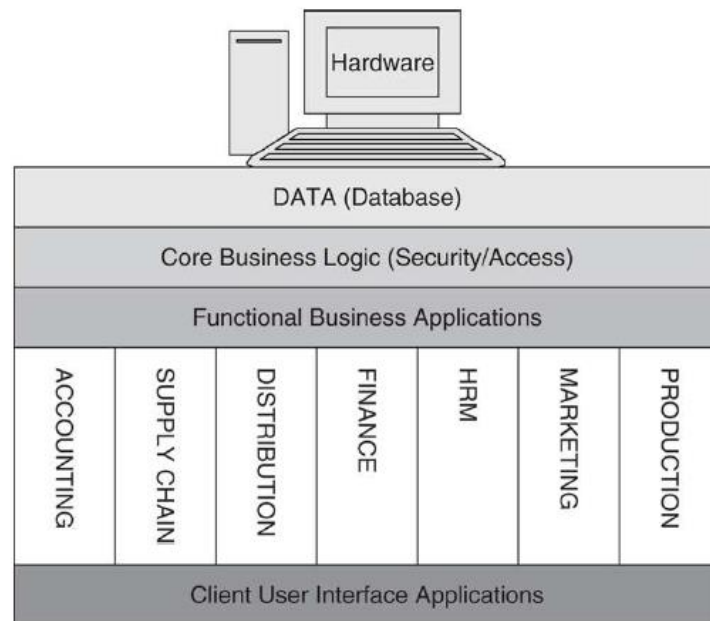 Hardware
DATA (Database)
Core Business Logic (Security/Access)
Functional Business Applications
ACCOUNTING
SUPPLY CHAIN
DISTRIBUTION
FINANCE
HRM
MARKETING
PRODUCTION
Client User Interface Applications